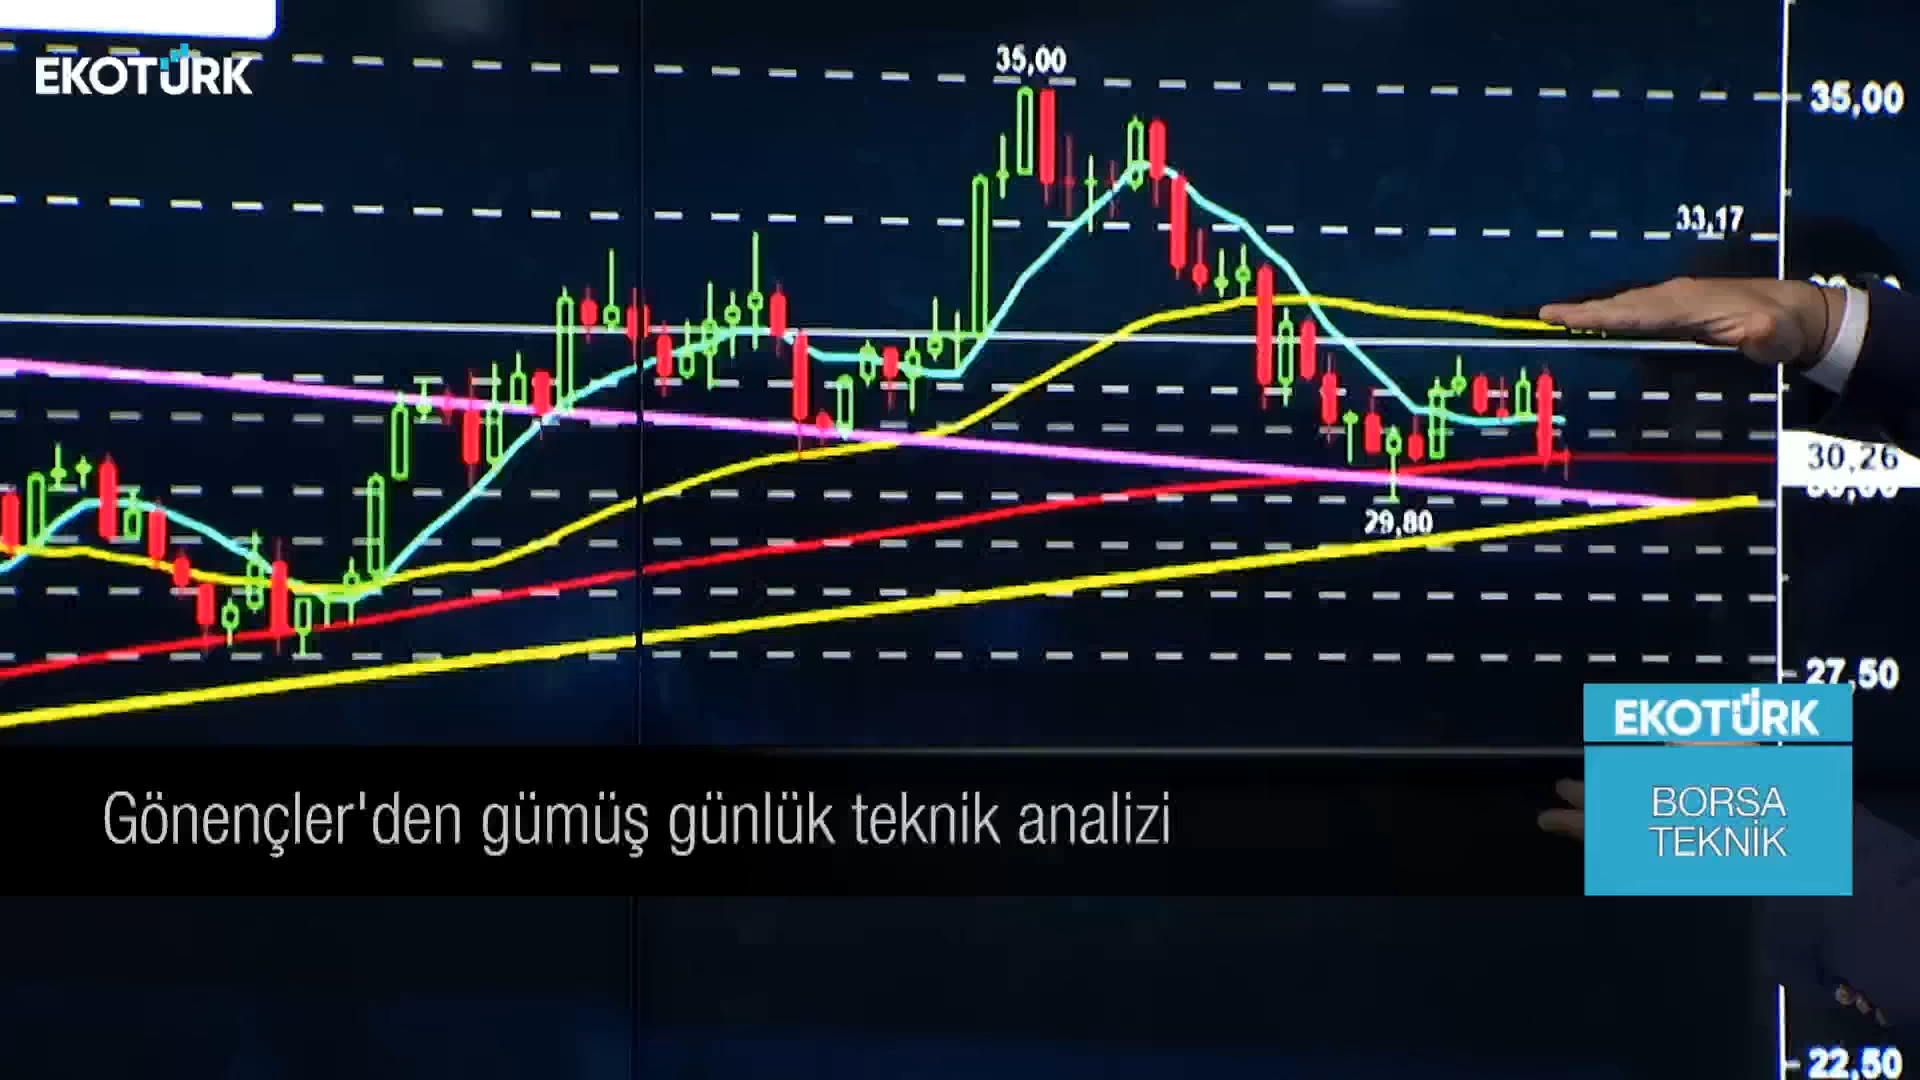 EKOTÜRK
35,00
35,00
33,17
30,26
29,80
27,50
EKOTÜRK
BORSA
TEKNİK
Gönençler'den gümüş günlük teknik analizi
22,50